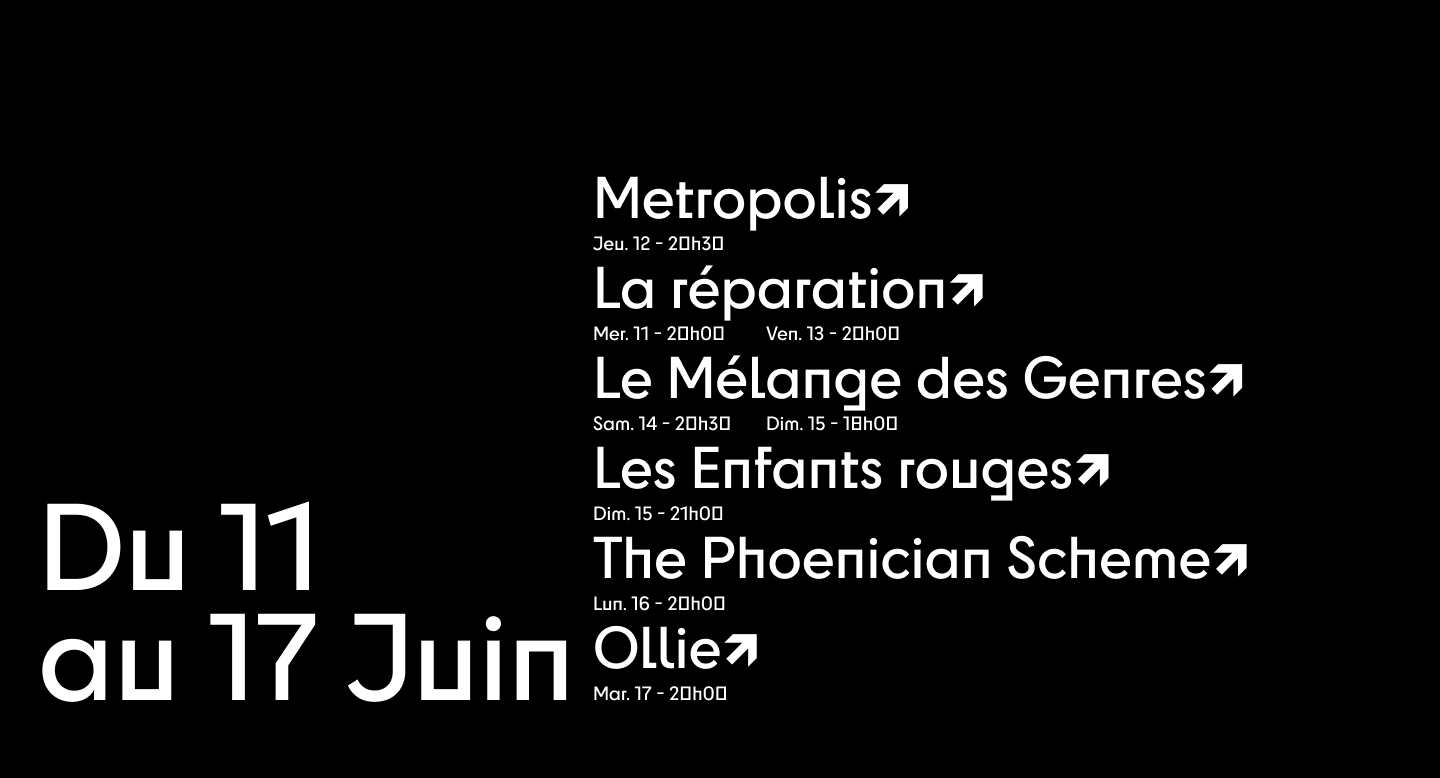 Du 11
au 17 Juin
Metropolis↗
Jeu. 12 - 20h30
La réparation↗
Mer. 11 - 20h00 Ven. 13 - 20h00
Le Mélange des Genres↗
Sam. 14 - 20h30 Dim. 15 - 18h00
Les Enfants rouges↗
Dim. 15 - 21h00
The Phoenician Scheme↗
Lun. 16 - 20h00
Ollie↗
Mar. 17 - 20h00